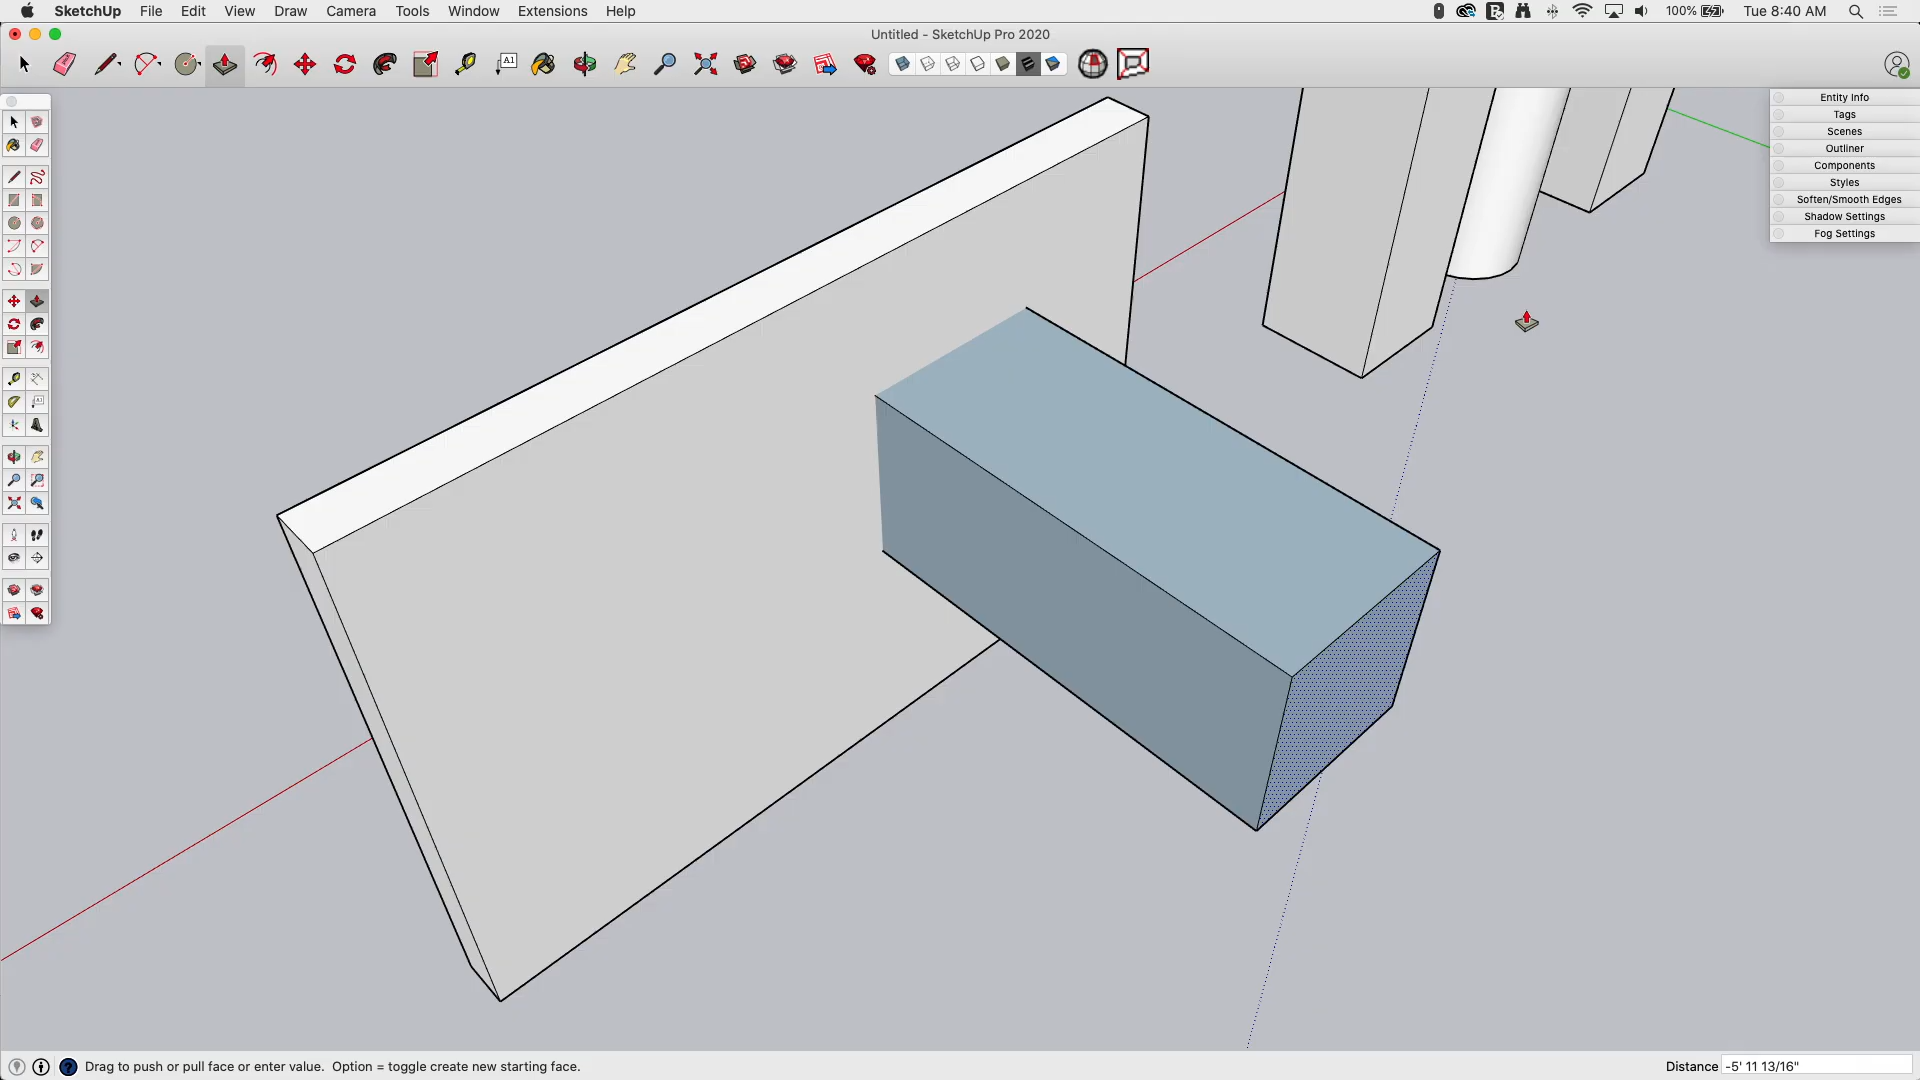 SketchUp File Edit View Draw Camera Tools Window Extensions Help 100% Tue 8:40 AM
Untitled - SketchUp Pro 2020
A1
Entity Info
Tags
Scenes
Outliner
Components
Styles
Soften/Smooth Edges
Shadow Settings
Fog Settings
A1
Drag to push or pull face or enter value. Option = toggle create new starting face. Distance -5' 11 13/16"